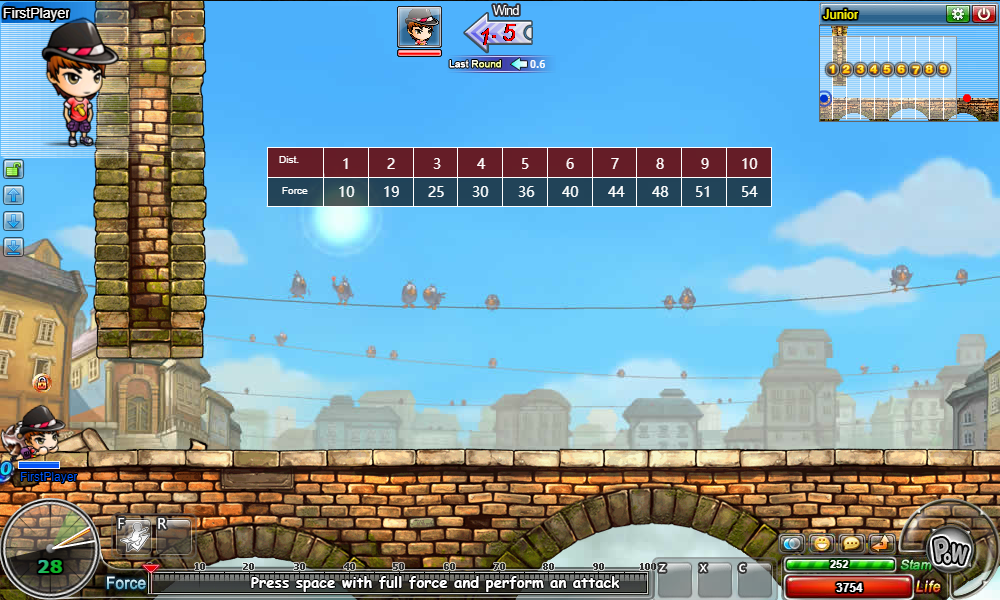 FirstPlayer
Wind
1.5
Last Round 0.6
Junior
1 2 3 4 5 6 7 8 9
Dist. 1 2 3 4 5 6 7 8 9 10
Force 10 19 25 30 36 40 44 48 51 54
0
FirstPlayer
F R
28
Force
10 20 30 40 50 60 70 80 90 100
Press space with full force and perform an attack
Z X C
P.W
252 Stam
3754 Life